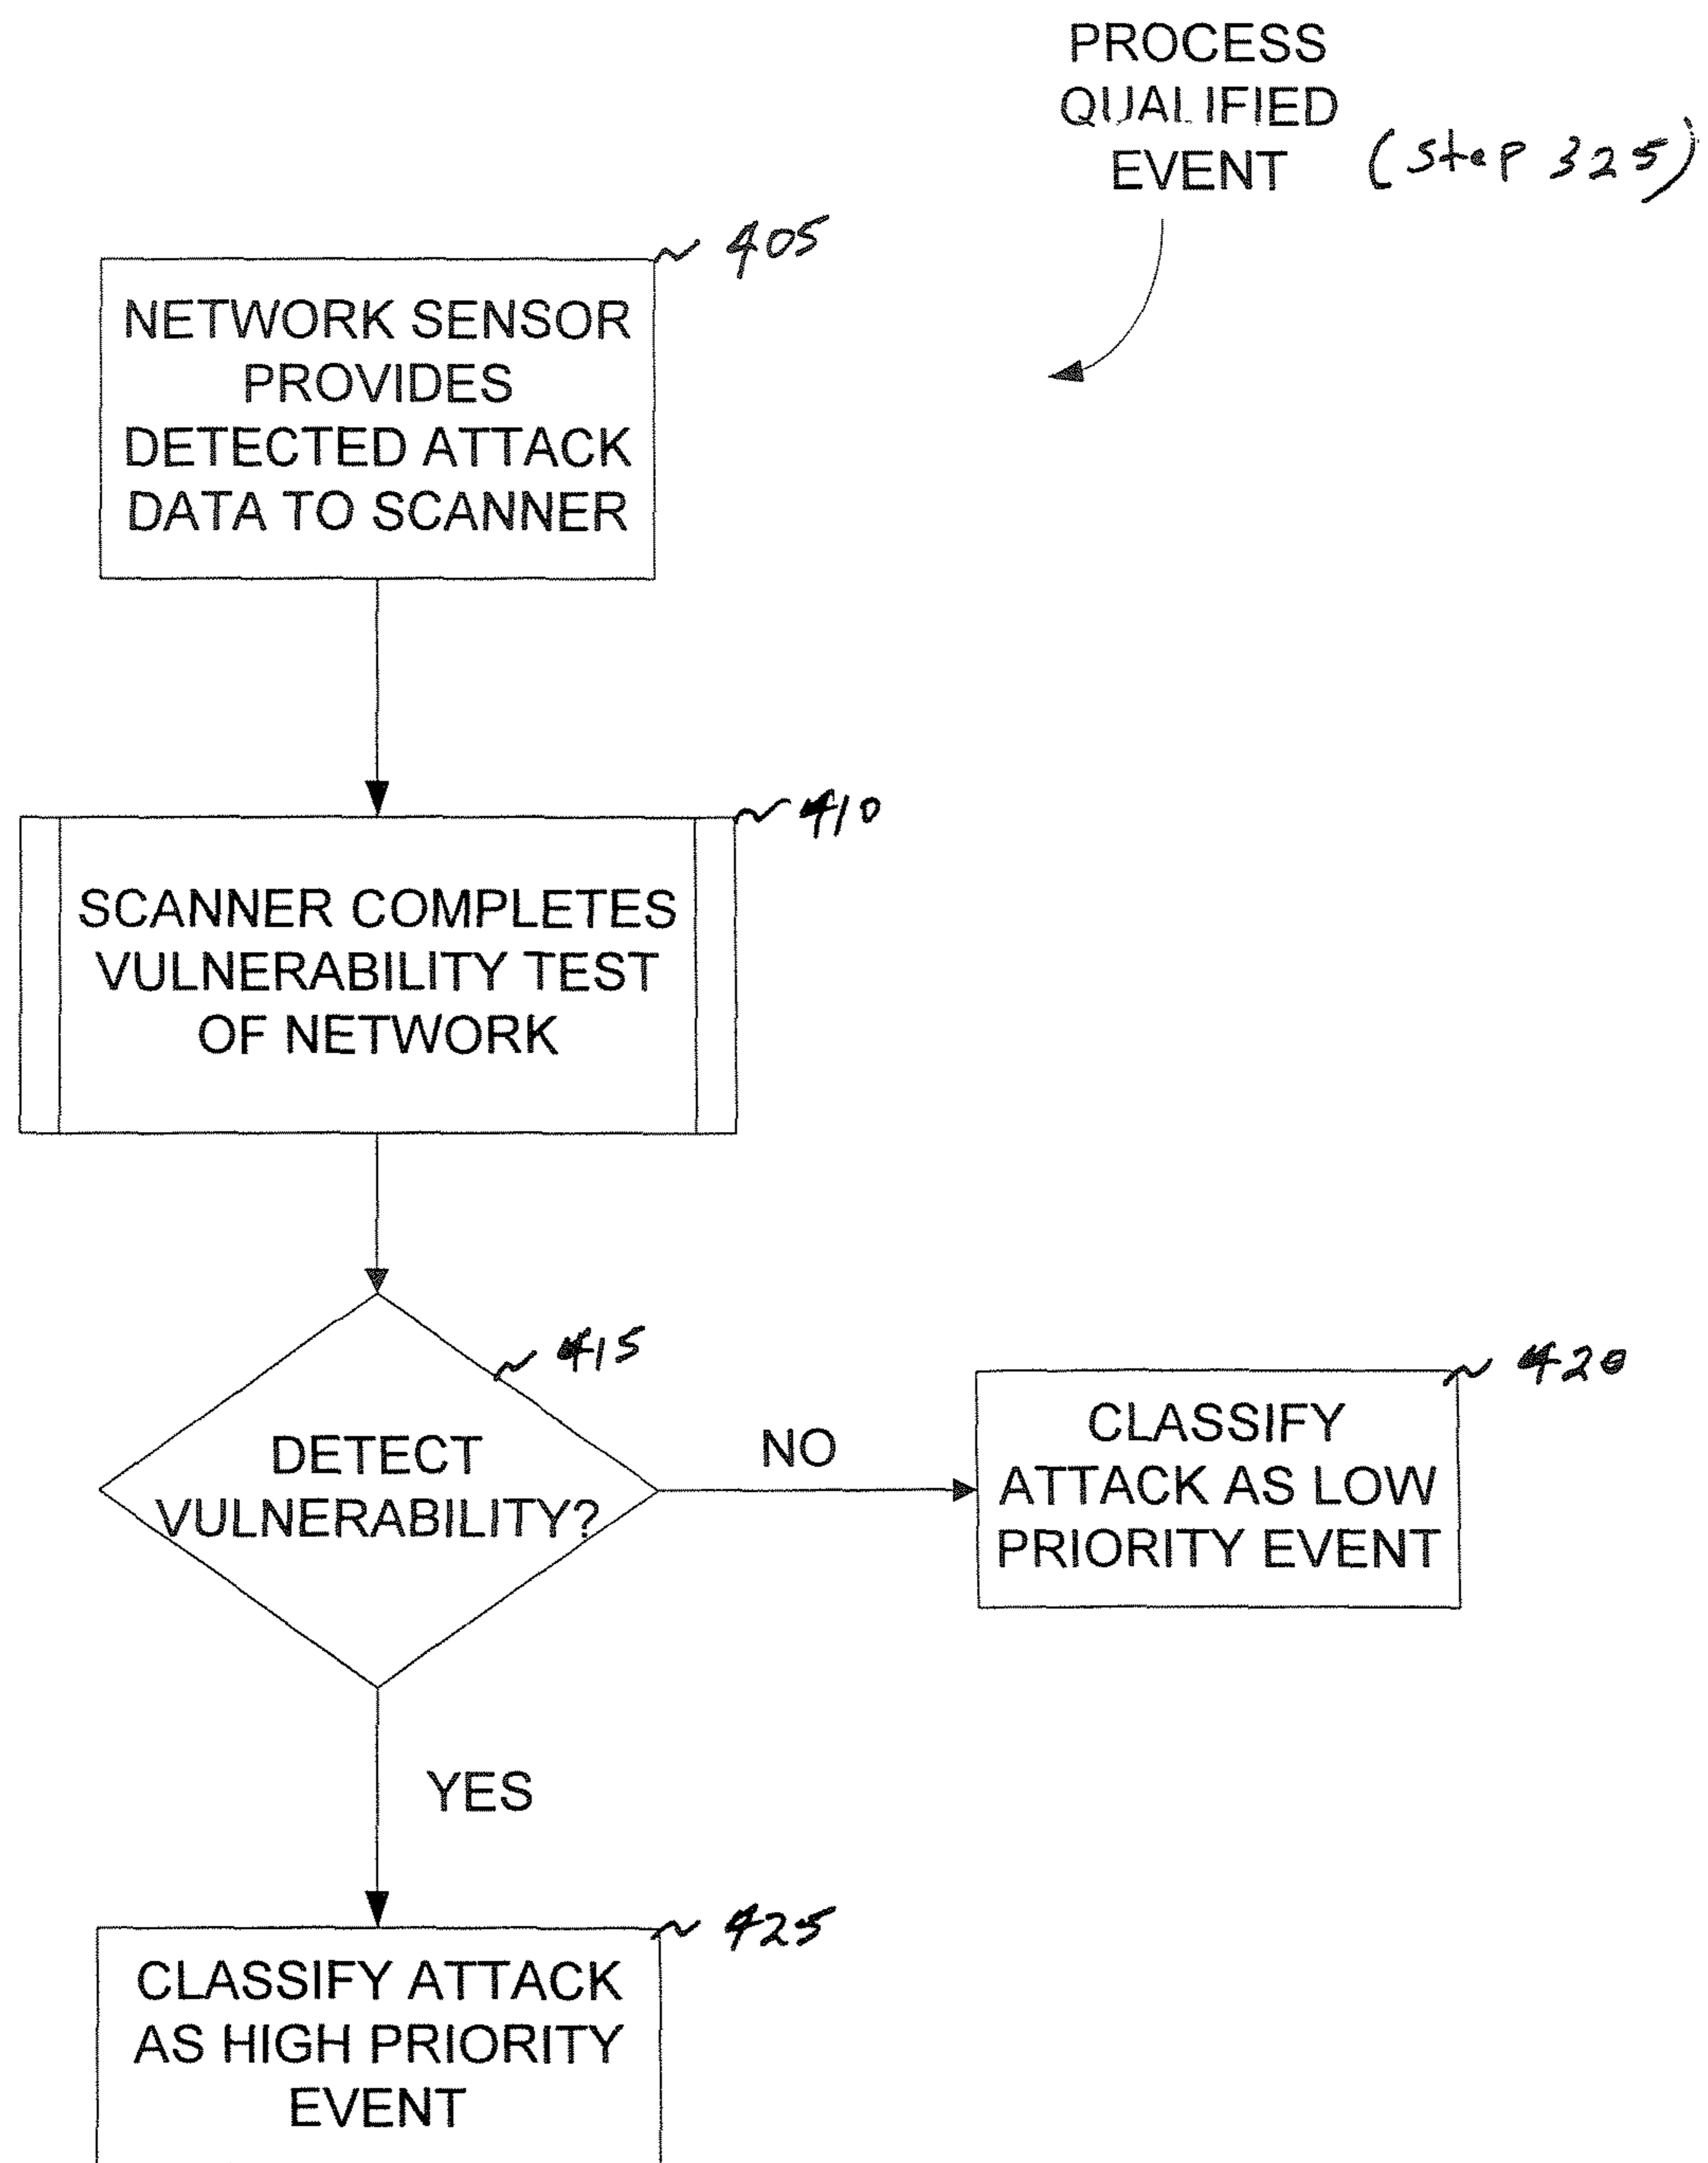 PROCESS
QUALIFIED
EVENT (Step 325)
405
NETWORK SENSOR
PROVIDES
DETECTED ATTACK
DATA TO SCANNER
410
SCANNER COMPLETES
VULNERABILITY TEST
OF NETWORK
415
DETECT
VULNERABILITY?
NO
420
CLASSIFY
ATTACK AS LOW
PRIORITY EVENT
YES
425
CLASSIFY ATTACK
AS HIGH PRIORITY
EVENT